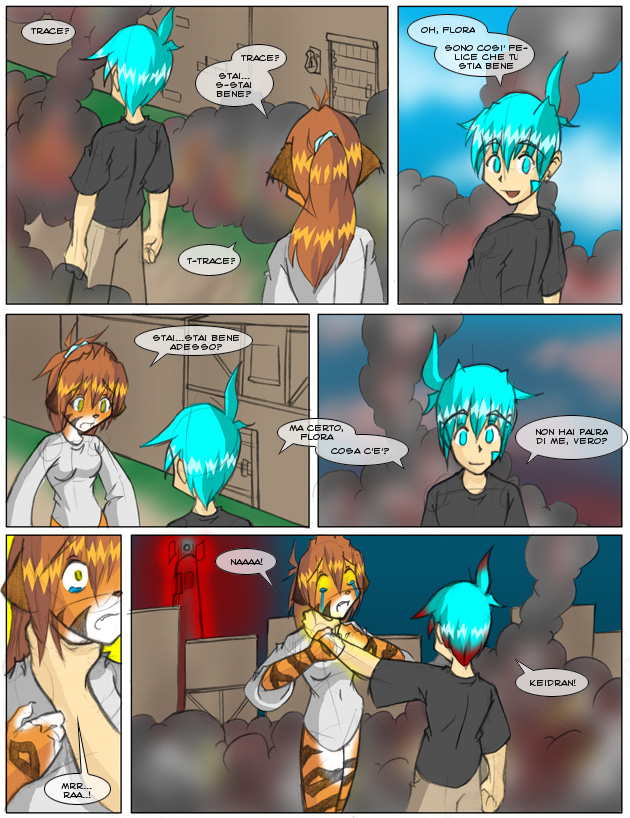 TRACE?
TRACE?
STAI...
S-STAI
BENE?
T-TRACE?
OH, FLORA
SONO COSI' FE-
LICE CHE TU
STIA BENE
STAI...STAI BENE
ADESSO?
MA CERTO,
FLORA
COSA C'E'?
NON HAI PAURA
DI ME, VERO?
MRR...
RAA..!
NAAAA!
KEIDRAN!